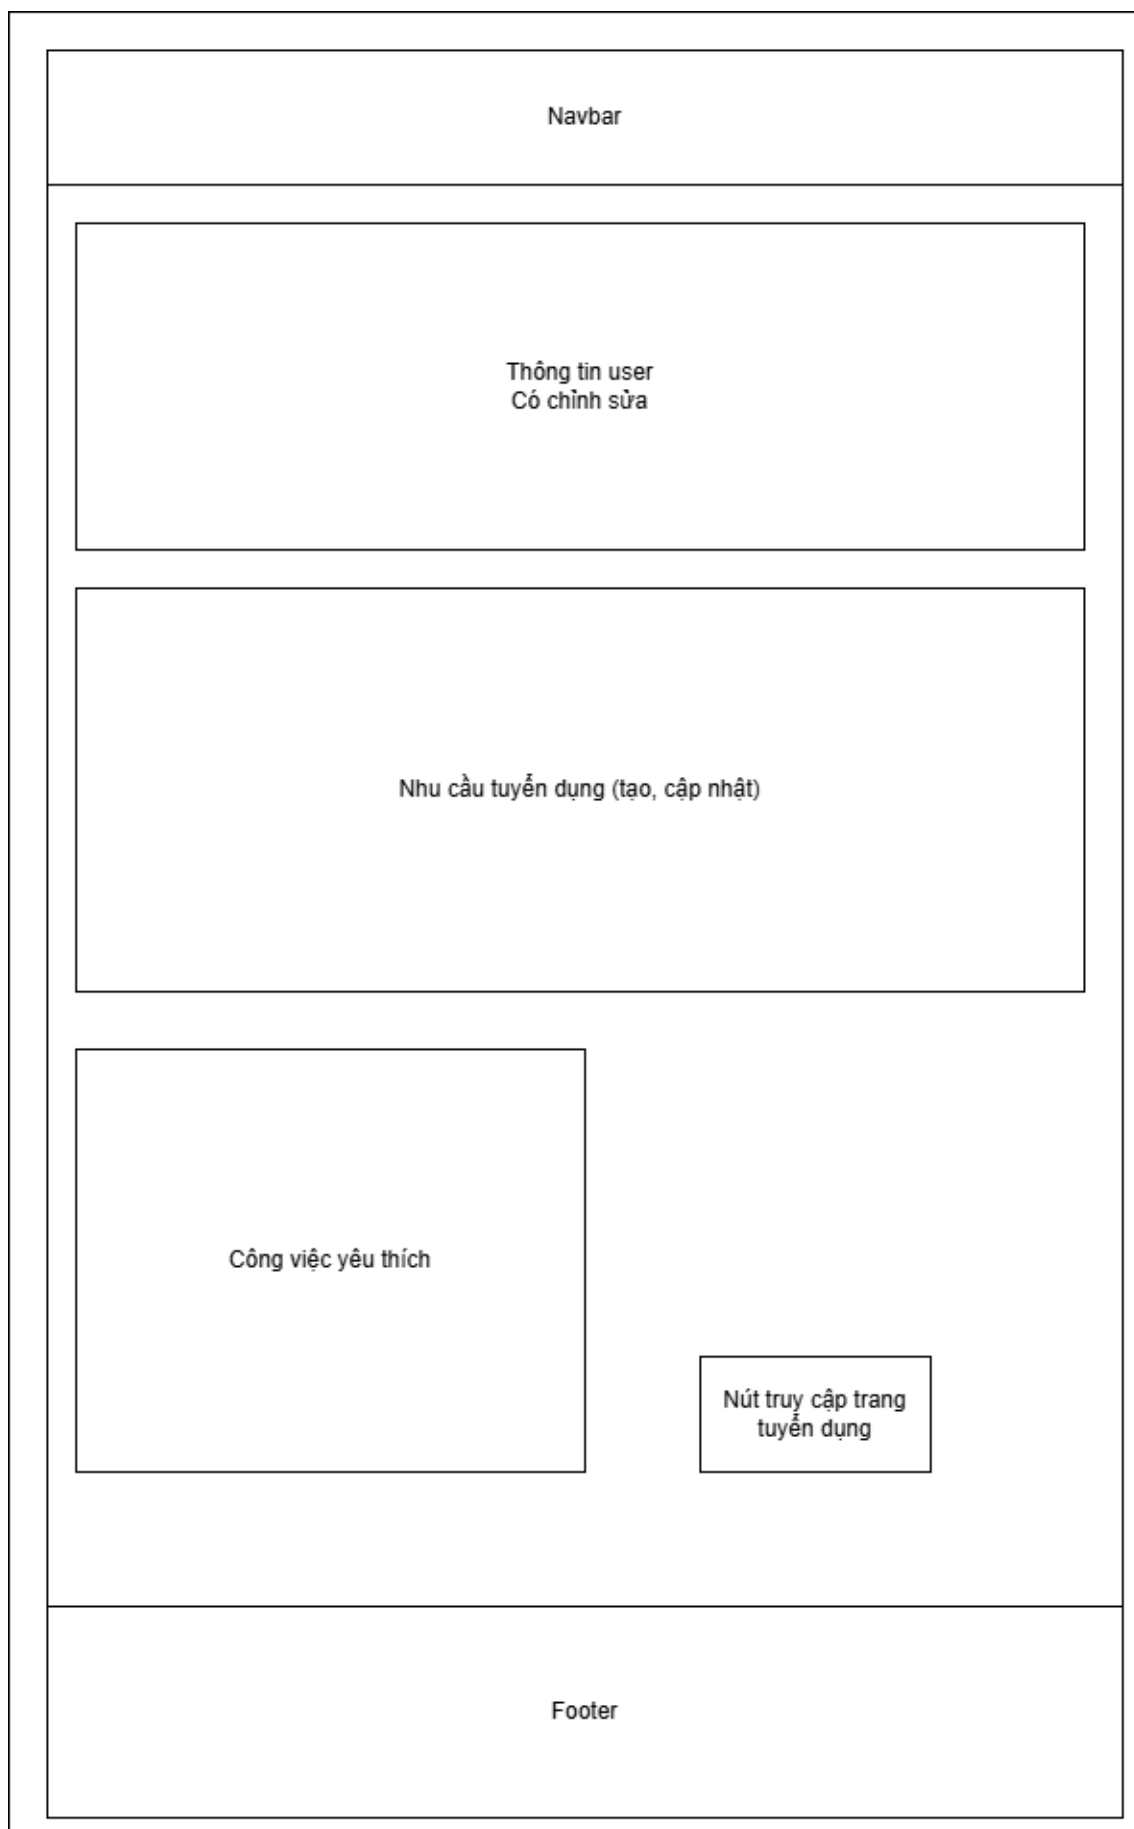 Navbar
Thông tin user
Có chỉnh sửa
Nhu cầu tuyển dụng (tạo, cập nhật)
Công việc yêu thích
Nút truy cập trang
tuyển dụng
Footer